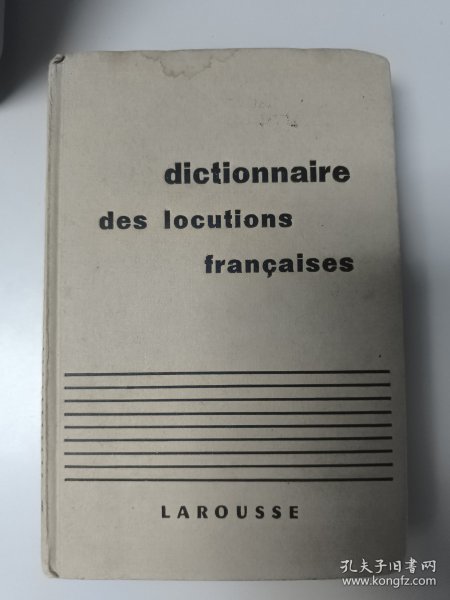 dictionnaire
des locutions
françaises
LAROUSSE
孔夫子旧书网
www.kongfz.com